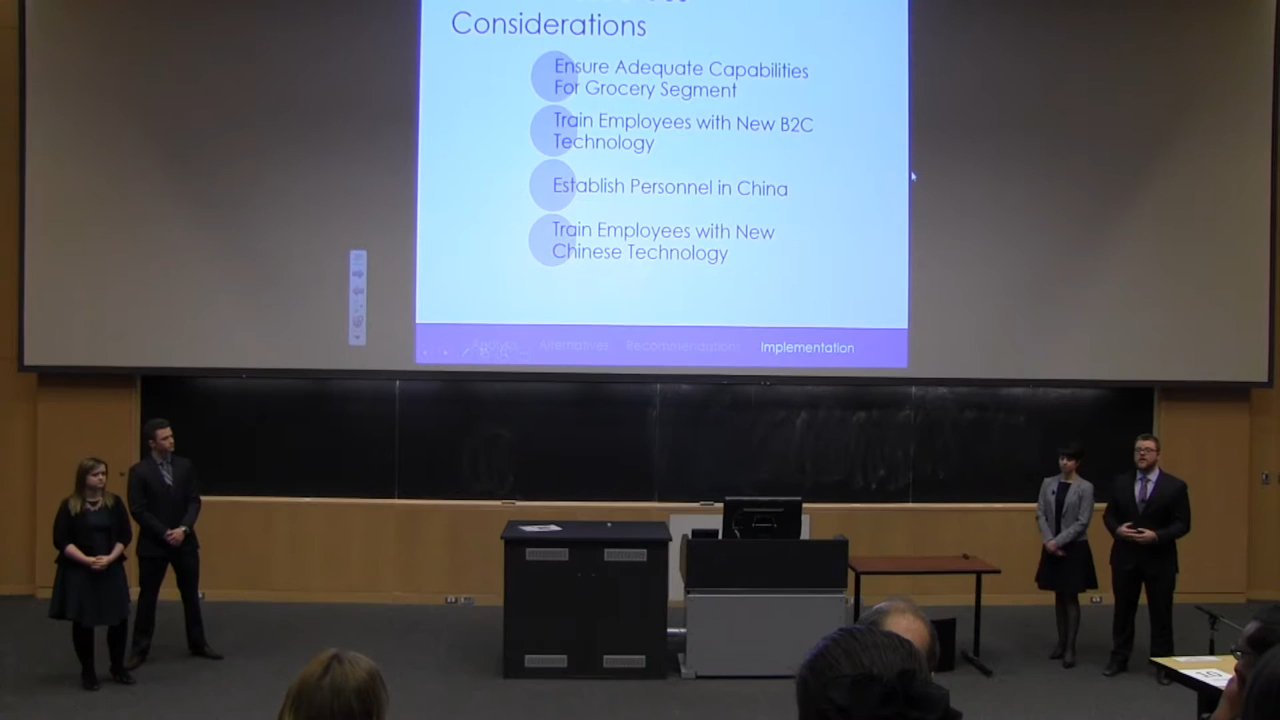 Considerations
Ensure Adequate Capabilities
For Grocery Segment
Train Employees with New B2C
Technology
Establish Personnel in China
Train Employees with New
Chinese Technology
Analysis Alternatives Recommendations Implementation